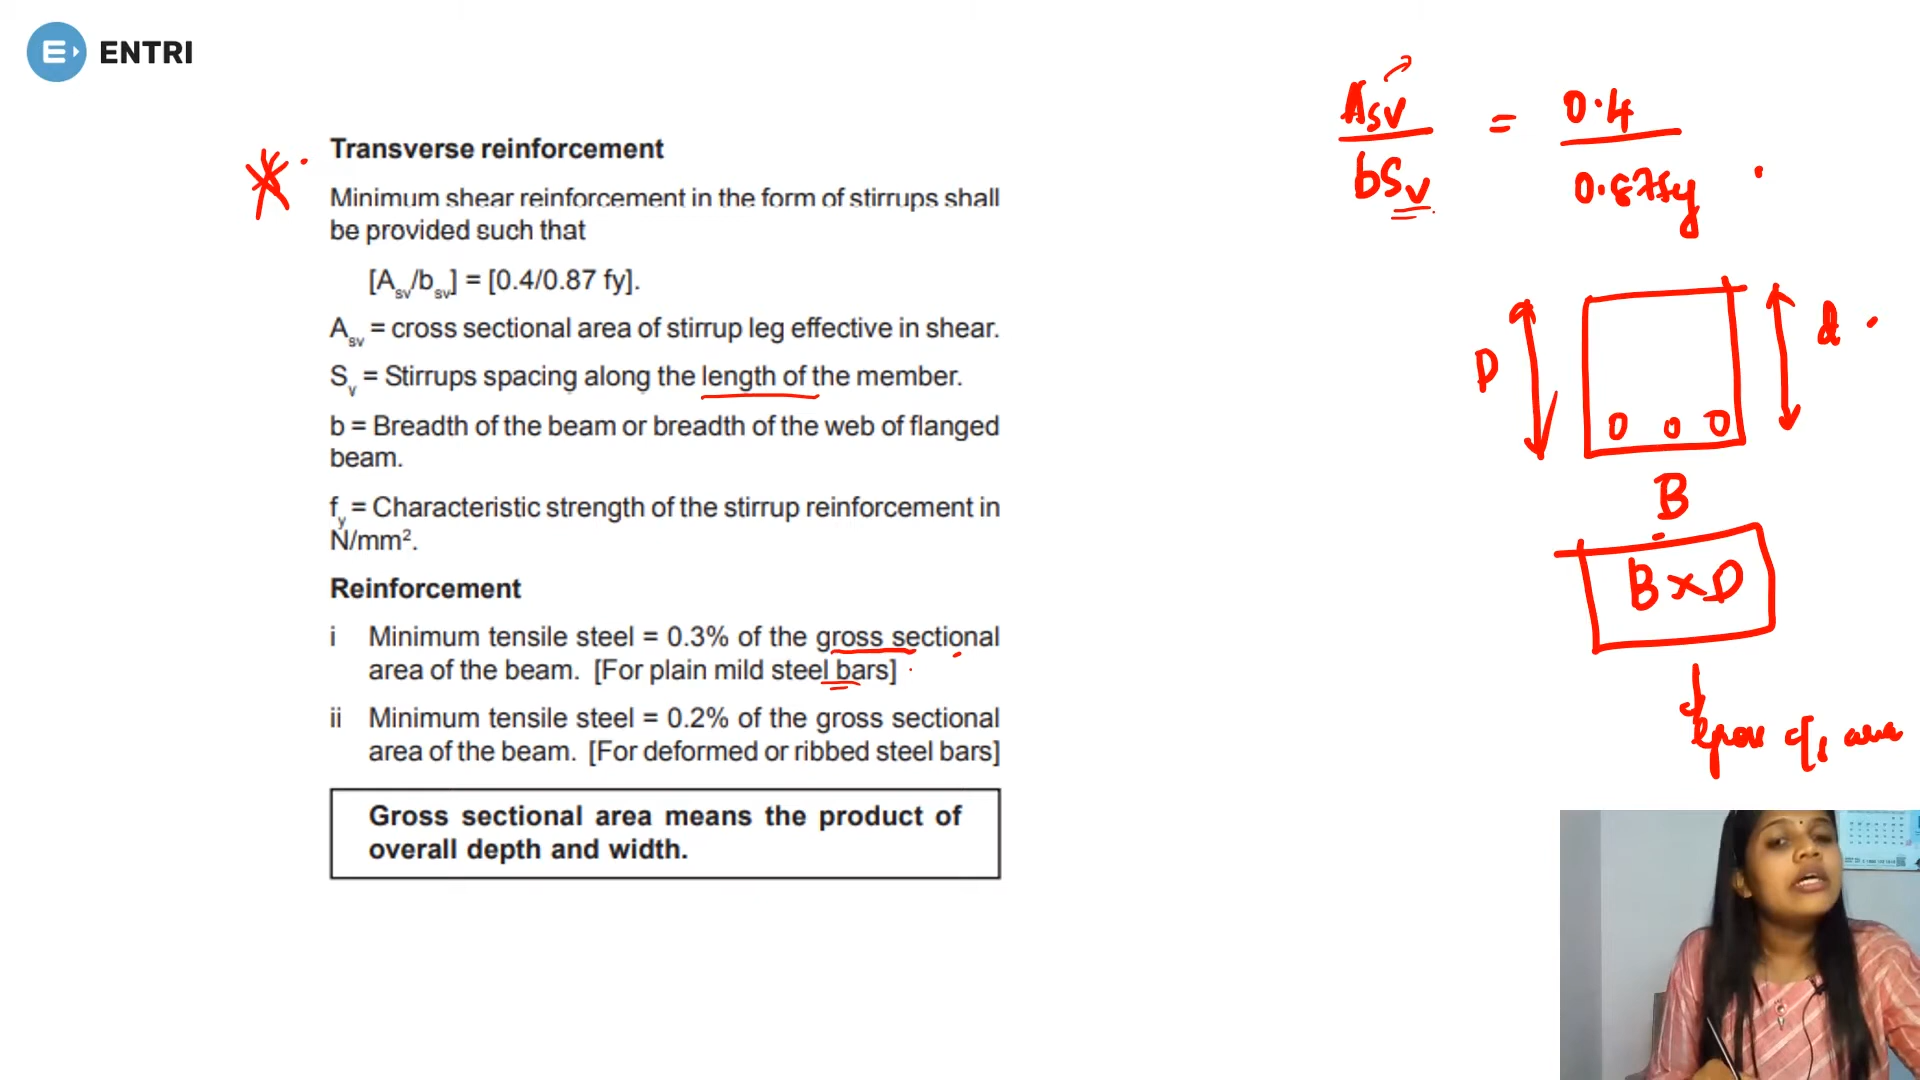 ENTRI
Transverse reinforcement
Minimum shear reinforcement in the form of stirrups shall
be provided such that
[Asv/bsv] = [0.4/0.87 fy].
Asv = cross sectional area of stirrup leg effective in shear.
Sv = Stirrups spacing along the length of the member.
b = Breadth of the beam or breadth of the web of flanged
beam.
fy = Characteristic strength of the stirrup reinforcement in
N/mm².
Reinforcement
i Minimum tensile steel = 0.3% of the gross sectional
area of the beam. [For plain mild steel bars]
ii Minimum tensile steel = 0.2% of the gross sectional
area of the beam. [For deformed or ribbed steel bars]
Gross sectional area means the product of
overall depth and width.
Asv = 0.4
bSv 0.87fy
D d
B
B x D
Gross c/s area